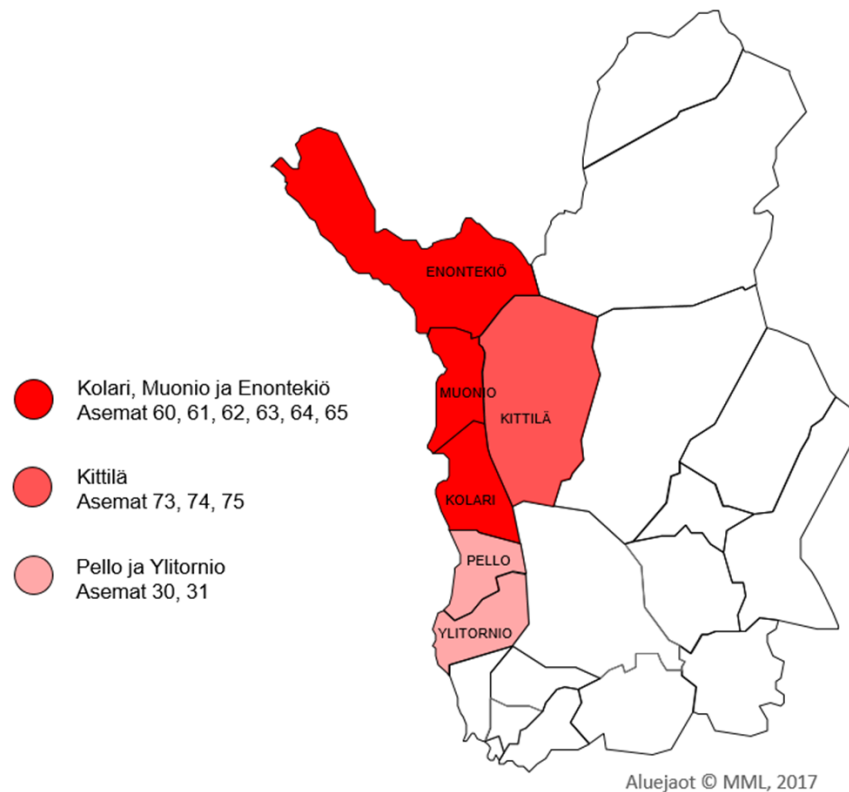 ENONTEKIÖ
MUONIO
KITTILÄ
KOLARI
PELLO
YLITORNIO
Kolari, Muonio ja Enontekiö
Asemat 60, 61, 62, 63, 64, 65
Kittilä
Asemat 73, 74, 75
Pello ja Ylitornio
Asemat 30, 31
Aluejaot © MML, 2017